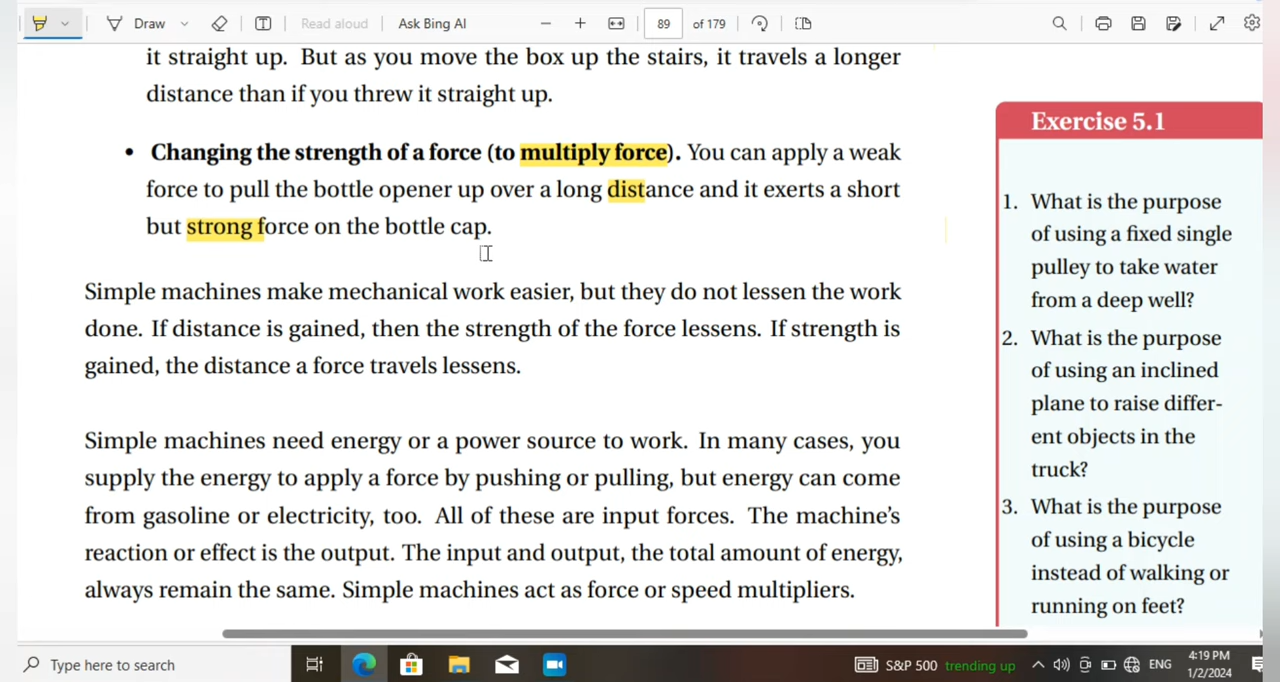 Draw
Read aloud
Ask Bing AI
89
of 179
it straight up. But as you move the box up the stairs, it travels a longer
distance than if you threw it straight up.
• Changing the strength of a force (to multiply force). You can apply a weak
force to pull the bottle opener up over a long distance and it exerts a short
but strong force on the bottle cap.
Simple machines make mechanical work easier, but they do not lessen the work
done. If distance is gained, then the strength of the force lessens. If strength is
gained, the distance a force travels lessens.
Simple machines need energy or a power source to work. In many cases, you
supply the energy to apply a force by pushing or pulling, but energy can come
from gasoline or electricity, too. All of these are input forces. The machine's
reaction or effect is the output. The input and output, the total amount of energy,
always remain the same. Simple machines act as force or speed multipliers.
Exercise 5.1
1. What is the purpose
of using a fixed single
pulley to take water
from a deep well?
2. What is the purpose
of using an inclined
plane to raise differ-
ent objects in the
truck?
3. What is the purpose
of using a bicycle
instead of walking or
running on feet?
Type here to search
S&P 500 trending up
ENG
4:19 PM
1/2/2024